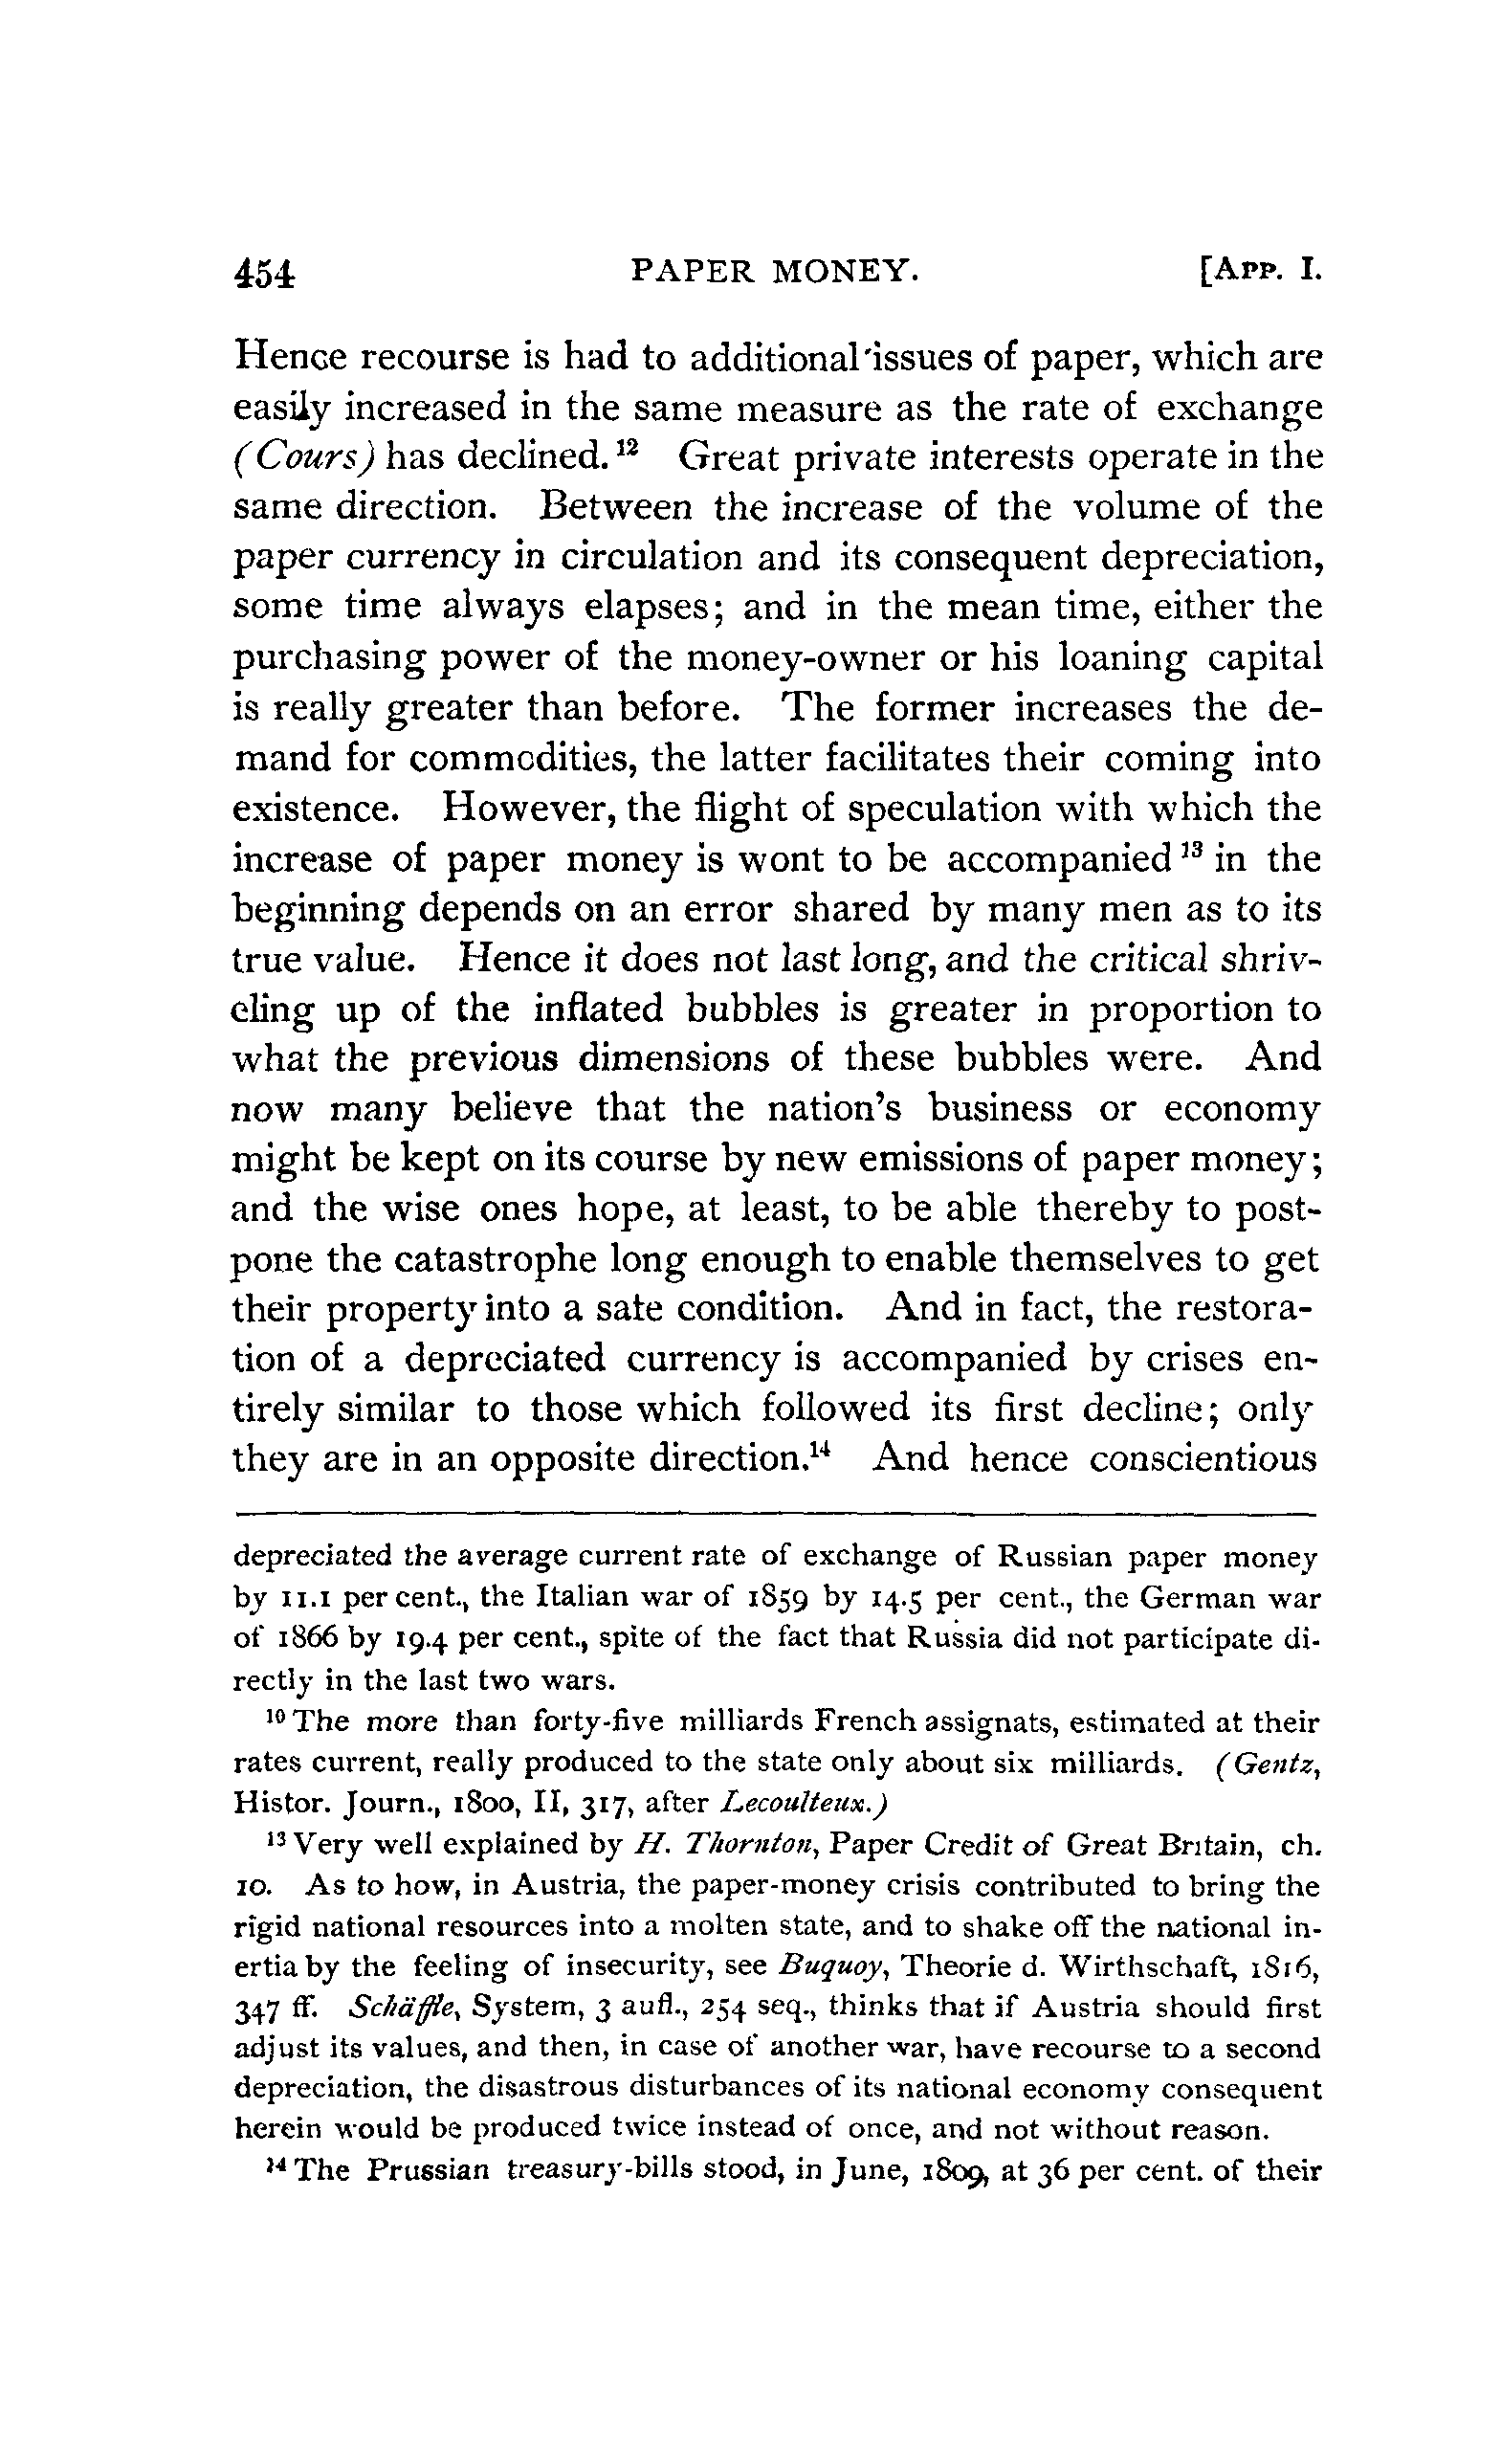 454 PAPER MONEY. [APP. I.
Hence recourse is had to additional issues of paper, which are
easily increased in the same measure as the rate of exchange
(Cours) has declined.¹² Great private interests operate in the
same direction. Between the increase of the volume of the
paper currency in circulation and its consequent depreciation,
some time always elapses; and in the mean time, either the
purchasing power of the money-owner or his loaning capital
is really greater than before. The former increases the de-
mand for commodities, the latter facilitates their coming into
existence. However, the flight of speculation with which the
increase of paper money is wont to be accompanied¹³ in the
beginning depends on an error shared by many men as to its
true value. Hence it does not last long, and the critical shriv-
eling up of the inflated bubbles is greater in proportion to
what the previous dimensions of these bubbles were. And
now many believe that the nation's business or economy
might be kept on its course by new emissions of paper money;
and the wise ones hope, at least, to be able thereby to post-
pone the catastrophe long enough to enable themselves to get
their property into a sate condition. And in fact, the restora-
tion of a depreciated currency is accompanied by crises en-
tirely similar to those which followed its first decline; only
they are in an opposite direction.¹⁴ And hence conscientious
depreciated the average current rate of exchange of Russian paper money
by 11.1 per cent., the Italian war of 1859 by 14.5 per cent., the German war
of 1866 by 19.4 per cent., spite of the fact that Russia did not participate di-
rectly in the last two wars.
¹⁰ The more than forty-five milliards French assignats, estimated at their
rates current, really produced to the state only about six milliards. (Gentz,
Histor. Journ., 1800, II, 317, after Lecoulteux.)
¹³ Very well explained by H. Thornton, Paper Credit of Great Britain, ch.
10. As to how, in Austria, the paper-money crisis contributed to bring the
rigid national resources into a molten state, and to shake off the national in-
ertia by the feeling of insecurity, see Buquoy, Theorie d. Wirthschaft, 1816,
347 ff. Schäffle, System, 3 aufl., 254 seq., thinks that if Austria should first
adjust its values, and then, in case of another war, have recourse to a second
depreciation, the disastrous disturbances of its national economy consequent
herein would be produced twice instead of once, and not without reason.
¹⁴ The Prussian treasury-bills stood, in June, 1809, at 36 per cent. of their